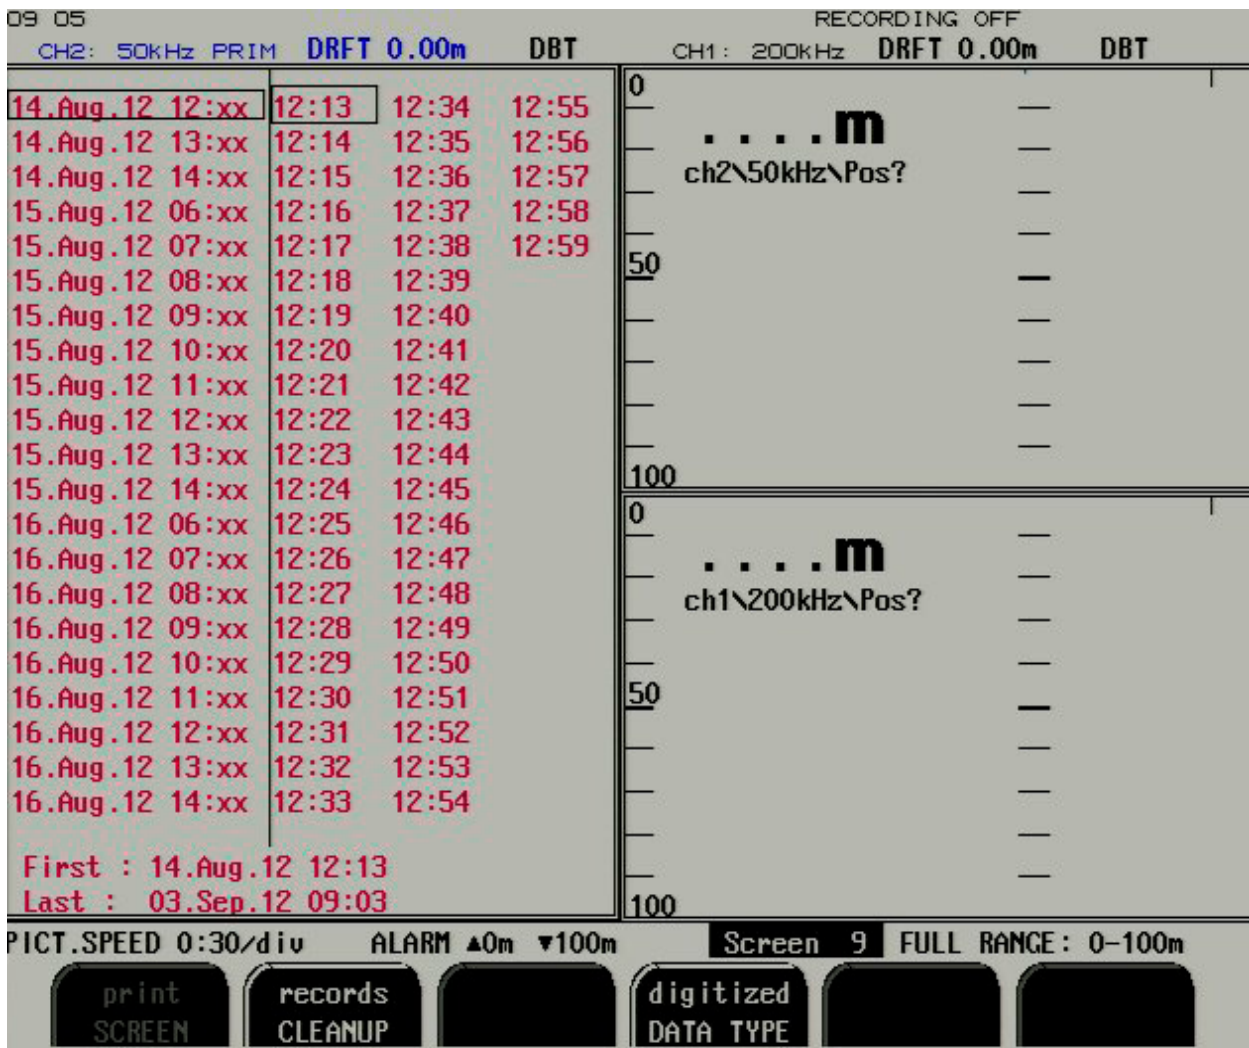 09 05 RECORDING OFF
CH2: 50KHz PRIM DRFT 0.00m DBT CH1: 200KHz DRFT 0.00m DBT
14.Aug.12 12:xx 12:13 12:34 12:55
14.Aug.12 13:xx 12:14 12:35 12:56
14.Aug.12 14:xx 12:15 12:36 12:57
15.Aug.12 06:xx 12:16 12:37 12:58
15.Aug.12 07:xx 12:17 12:38 12:59
15.Aug.12 08:xx 12:18 12:39
15.Aug.12 09:xx 12:19 12:40
15.Aug.12 10:xx 12:20 12:41
15.Aug.12 11:xx 12:21 12:42
15.Aug.12 12:xx 12:22 12:43
15.Aug.12 13:xx 12:23 12:44
15.Aug.12 14:xx 12:24 12:45
16.Aug.12 06:xx 12:25 12:46
16.Aug.12 07:xx 12:26 12:47
16.Aug.12 08:xx 12:27 12:48
16.Aug.12 09:xx 12:28 12:49
16.Aug.12 10:xx 12:29 12:50
16.Aug.12 11:xx 12:30 12:51
16.Aug.12 12:xx 12:31 12:52
16.Aug.12 13:xx 12:32 12:53
16.Aug.12 14:xx 12:33 12:54
First : 14.Aug.12 12:13
Last : 03.Sep.12 09:03
0
....m
ch2\50kHz\Pos?
50
100
0
....m
ch1\200kHz\Pos?
50
100
PICT.SPEED 0:30/div ALARM ▲0m ▼100m Screen 9 FULL RANGE: 0-100m
print records digitized
SCREEN CLEANUP DATA TYPE